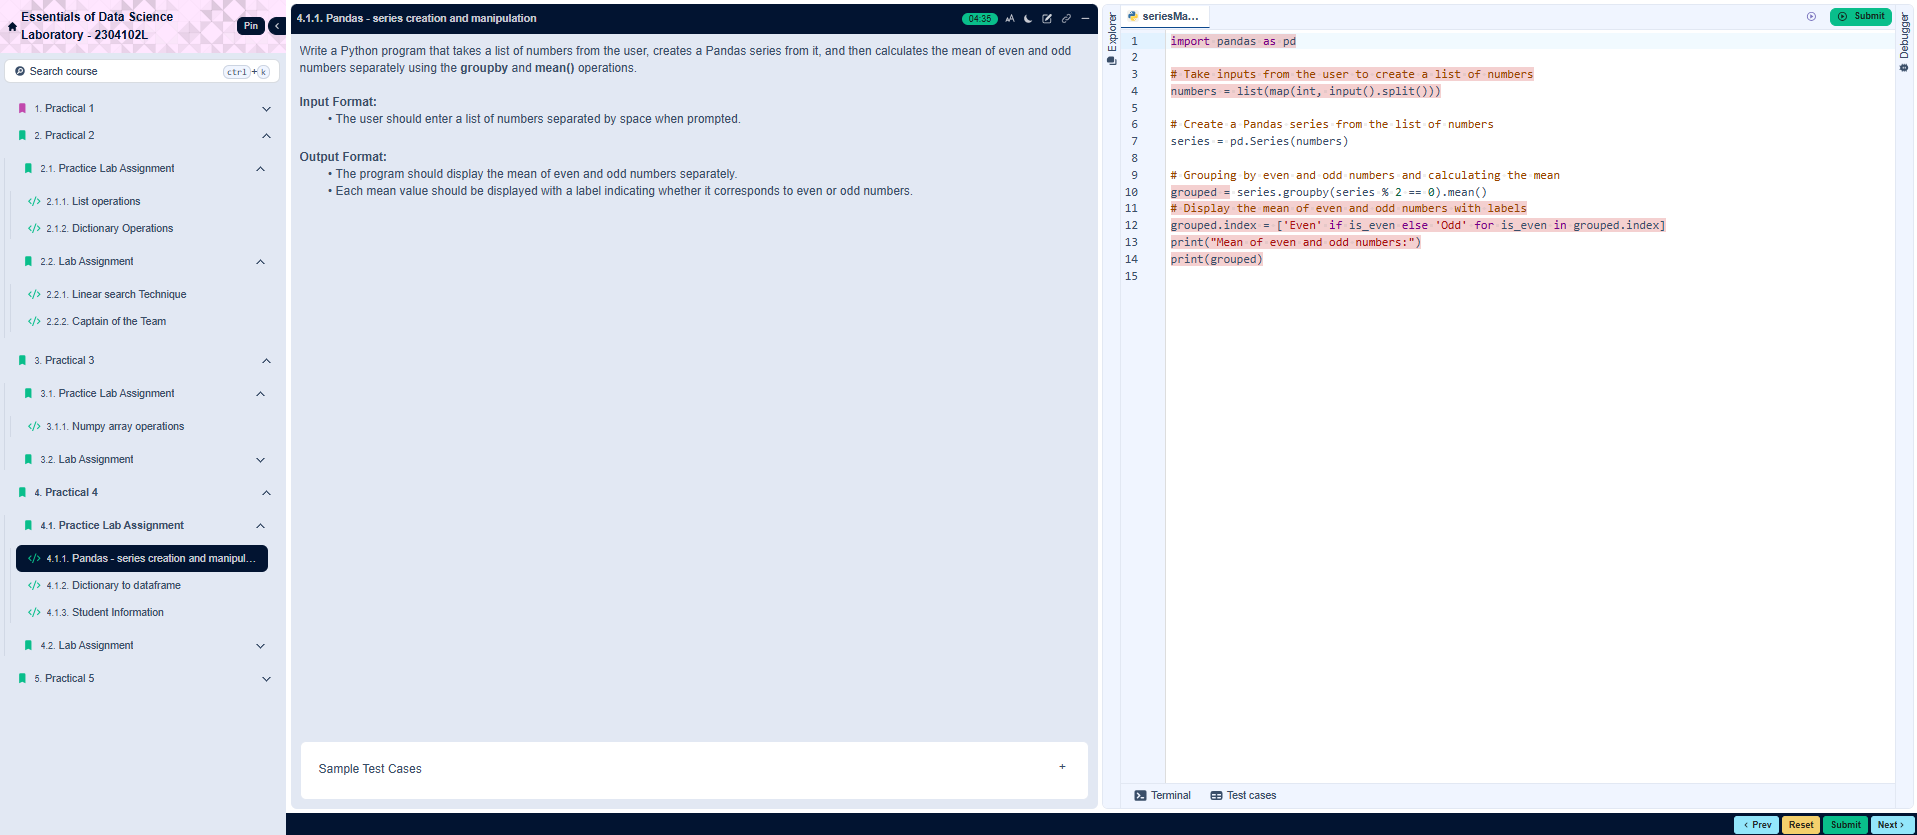 Essentials of Data Science
Laboratory - 2304102L
Pin
Search course
ctrl + k
1. Practical 1
2. Practical 2
2.1. Practice Lab Assignment
2.1.1. List operations
2.1.2. Dictionary Operations
2.2. Lab Assignment
2.2.1. Linear search Technique
2.2.2. Captain of the Team
3. Practical 3
3.1. Practice Lab Assignment
3.1.1. Numpy array operations
3.2. Lab Assignment
4. Practical 4
4.1. Practice Lab Assignment
4.1.1. Pandas - series creation and manipul...
4.1.2. Dictionary to dataframe
4.1.3. Student Information
4.2. Lab Assignment
5. Practical 5
4.1.1. Pandas - series creation and manipulation
04:35
AA
Write a Python program that takes a list of numbers from the user, creates a Pandas series from it, and then calculates the mean of even and odd
numbers separately using the groupby and mean() operations.
Input Format:
• The user should enter a list of numbers separated by space when prompted.
Output Format:
• The program should display the mean of even and odd numbers separately.
• Each mean value should be displayed with a label indicating whether it corresponds to even or odd numbers.
Sample Test Cases
+
Explorer
seriesMa...
Submit
Debugger
1 import pandas as pd
2
3 # Take inputs from the user to create a list of numbers
4 numbers = list(map(int, input().split()))
5
6 # Create a Pandas series from the list of numbers
7 series = pd.Series(numbers)
8
9 # Grouping by even and odd numbers and calculating the mean
10 grouped = series.groupby(series % 2 == 0).mean()
11 # Display the mean of even and odd numbers with labels
12 grouped.index = ['Even' if is_even else 'Odd' for is_even in grouped.index]
13 print("Mean of even and odd numbers:")
14 print(grouped)
15
Terminal
Test cases
< Prev
Reset
Submit
Next >